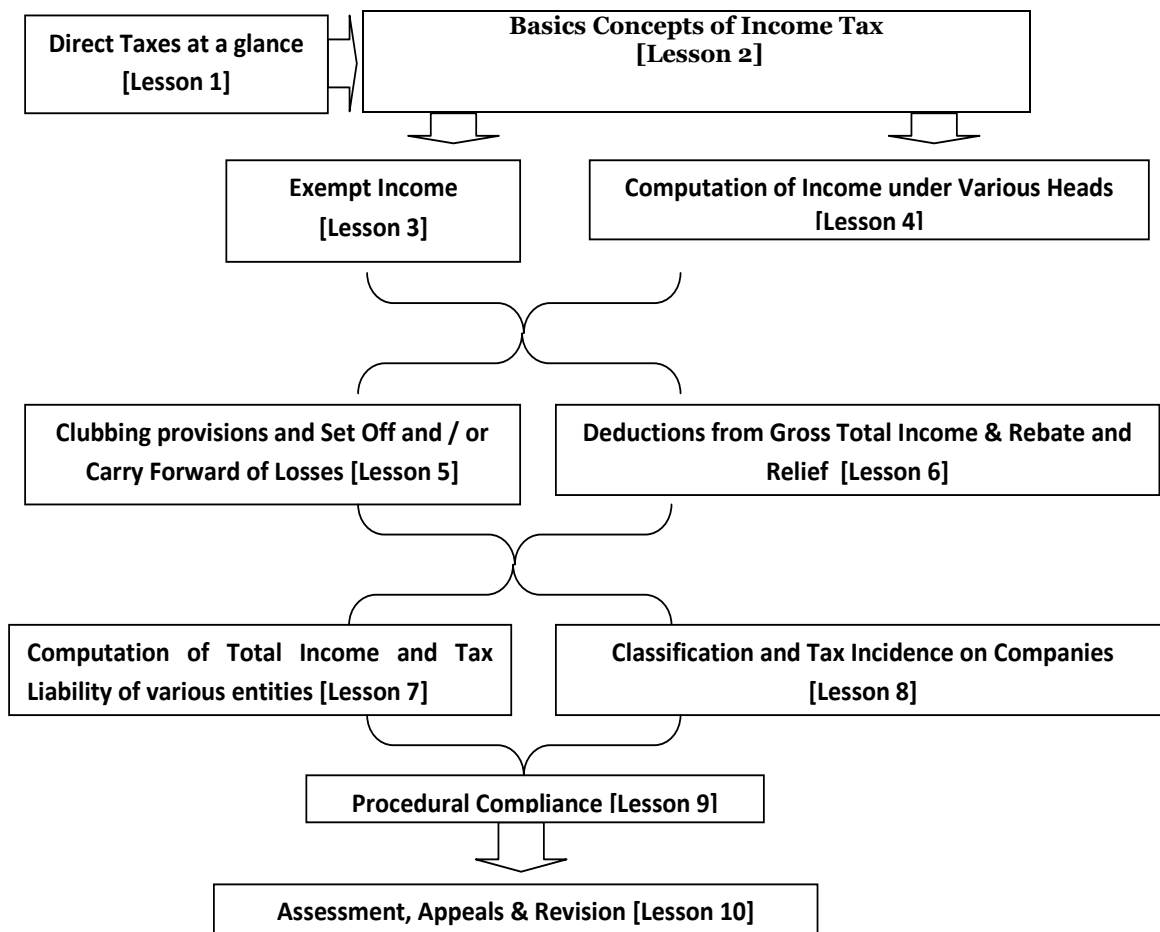 Direct Taxes at a glance
[Lesson 1]
Basics Concepts of Income Tax
[Lesson 2]
Exempt Income
[Lesson 3]
Computation of Income under Various Heads
[Lesson 4]
Clubbing provisions and Set Off and / or
Carry Forward of Losses [Lesson 5]
Deductions from Gross Total Income & Rebate and
Relief [Lesson 6]
Computation of Total Income and Tax
Liability of various entities [Lesson 7]
Classification and Tax Incidence on Companies
[Lesson 8]
Procedural Compliance [Lesson 9]
Assessment, Appeals & Revision [Lesson 10]